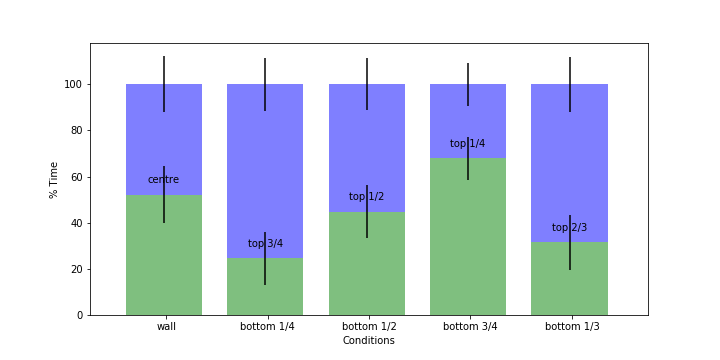 100
80
60
40
20
0
% Time
centre
top 3/4
top 1/2
top 1/4
top 2/3
wall
bottom 1/4
bottom 1/2
bottom 3/4
bottom 1/3
Conditions